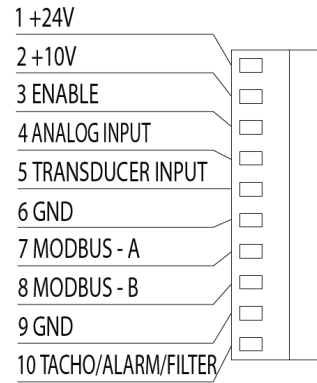 1 +24V
2 +10V
3 ENABLE
4 ANALOG INPUT
5 TRANSDUCER INPUT
6 GND
7 MODBUS - A
8 MODBUS - B
9 GND
10 TACHO/ALARM/FILTER